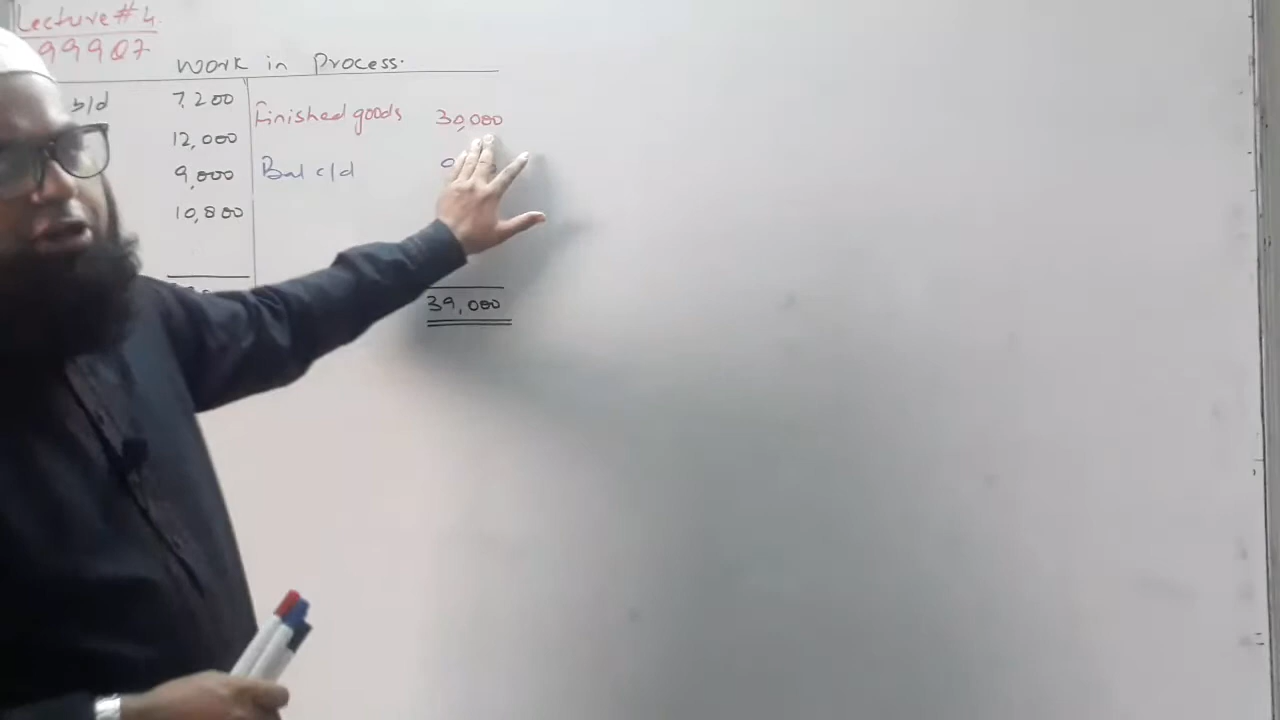 Lecture #4
99907
Work in Process.
b/d 7,200 Finished goods 30,000
12,000
9,000 Bal c/d
10,800
39,000